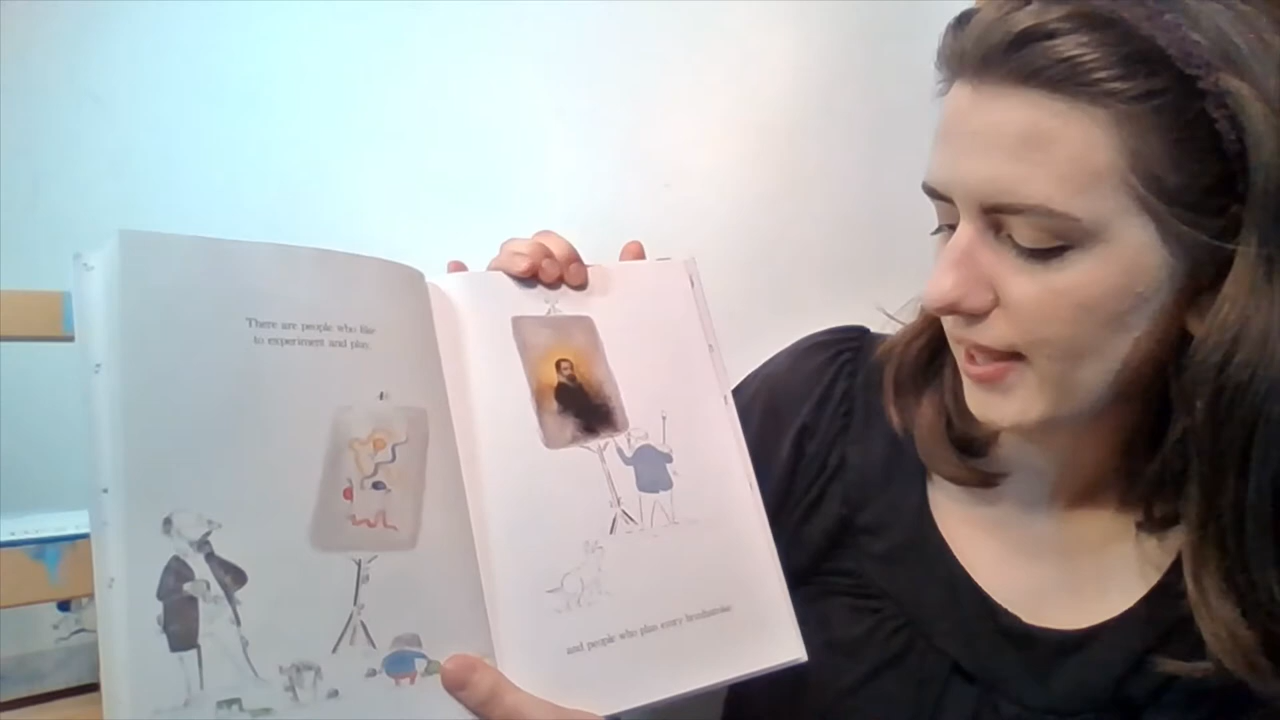 There are people who like
to experiment and play,
and people who plan every brushstroke